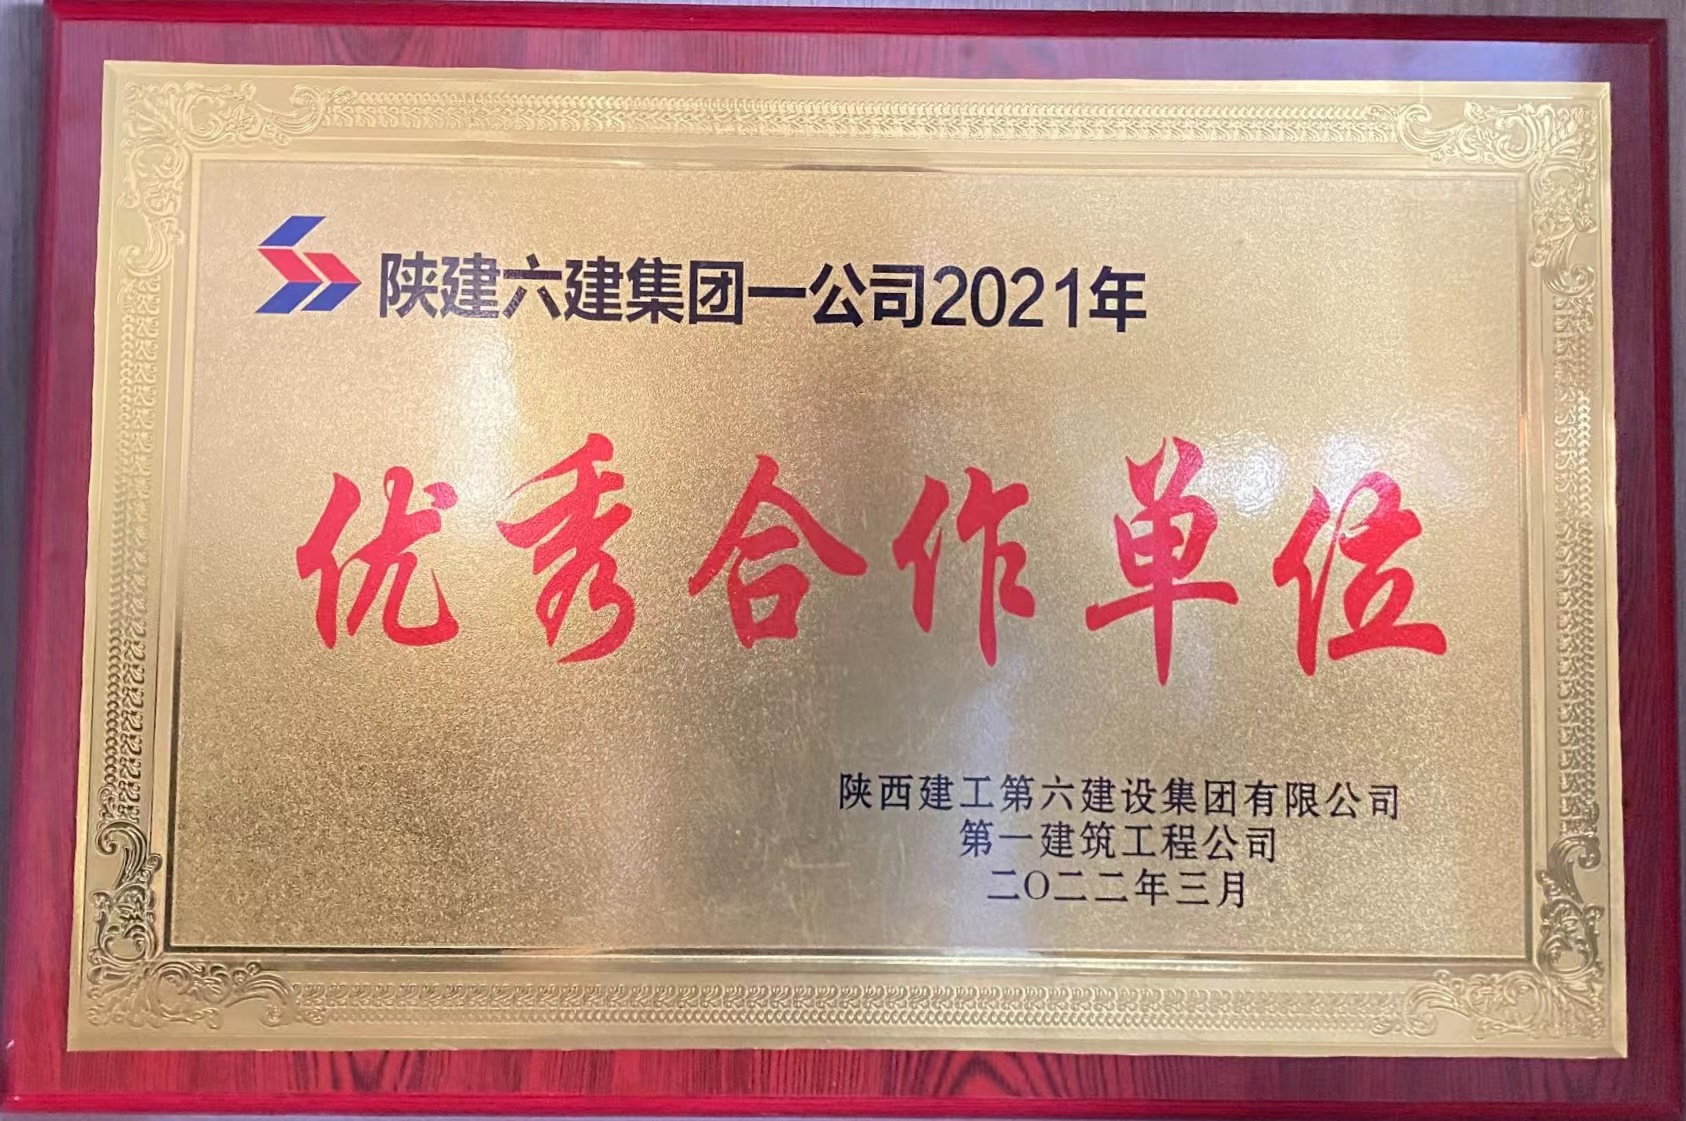 陕建六建集团一公司2021年
优秀合作单位
陕西建工第六建设集团有限公司
第一建筑工程公司
二〇二二年三月